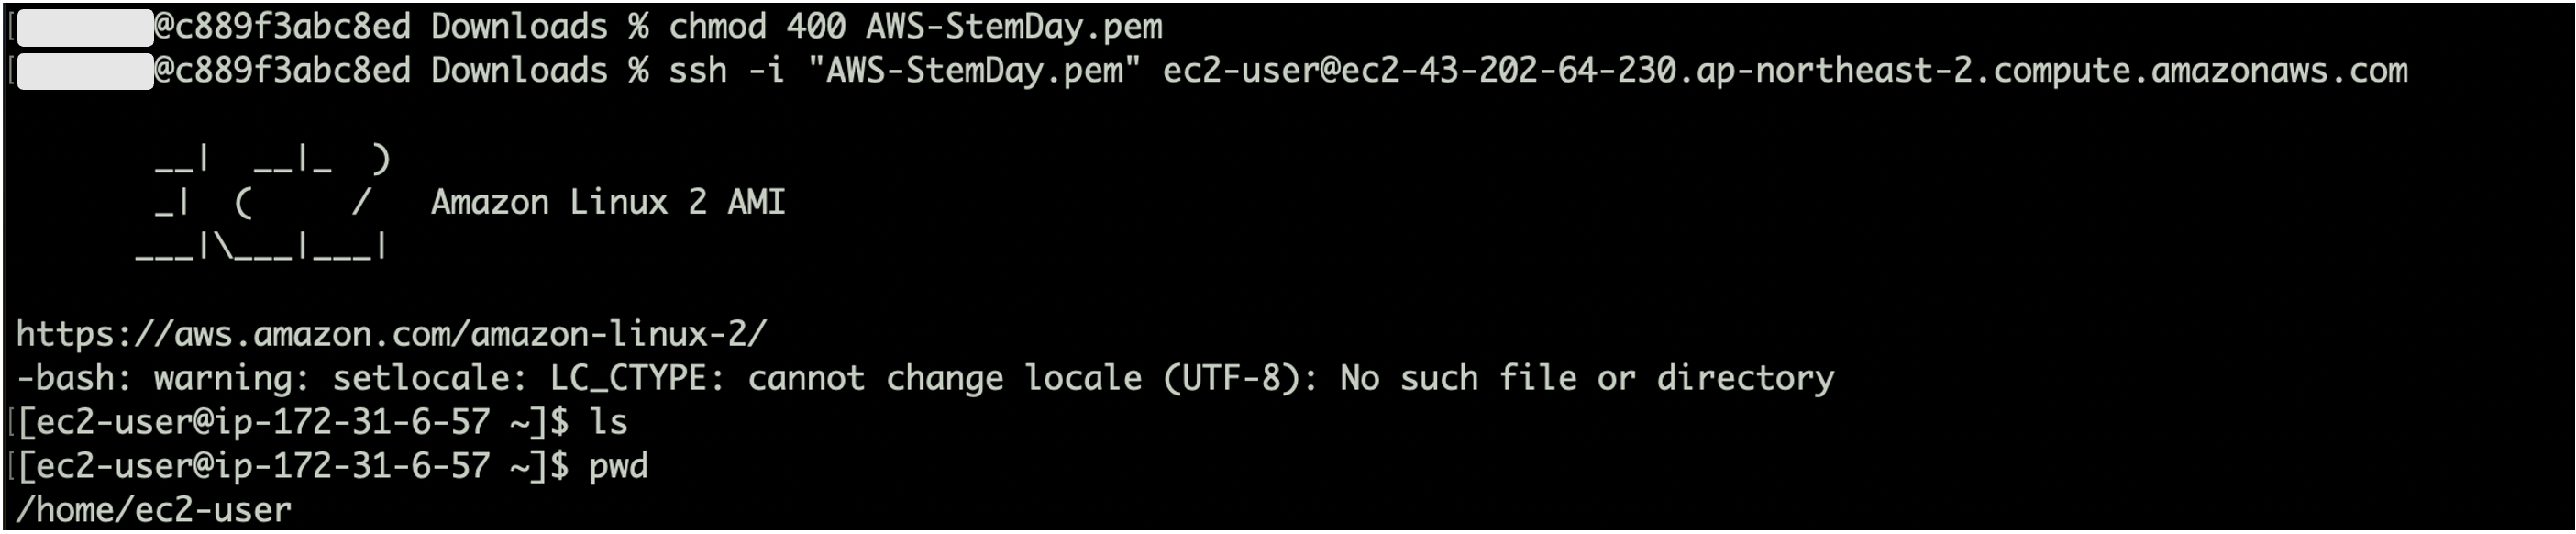 @c889f3abc8ed Downloads % chmod 400 AWS-StemDay.pem
@c889f3abc8ed Downloads % ssh -i "AWS-StemDay.pem" ec2-user@ec2-43-202-64-230.ap-northeast-2.compute.amazonaws.com
       __|  __|_  )
       _|  (     /   Amazon Linux 2 AMI
      ___|\___|___|
https://aws.amazon.com/amazon-linux-2/
-bash: warning: setlocale: LC_CTYPE: cannot change locale (UTF-8): No such file or directory
[ec2-user@ip-172-31-6-57 ~]$ ls
[ec2-user@ip-172-31-6-57 ~]$ pwd
/home/ec2-user